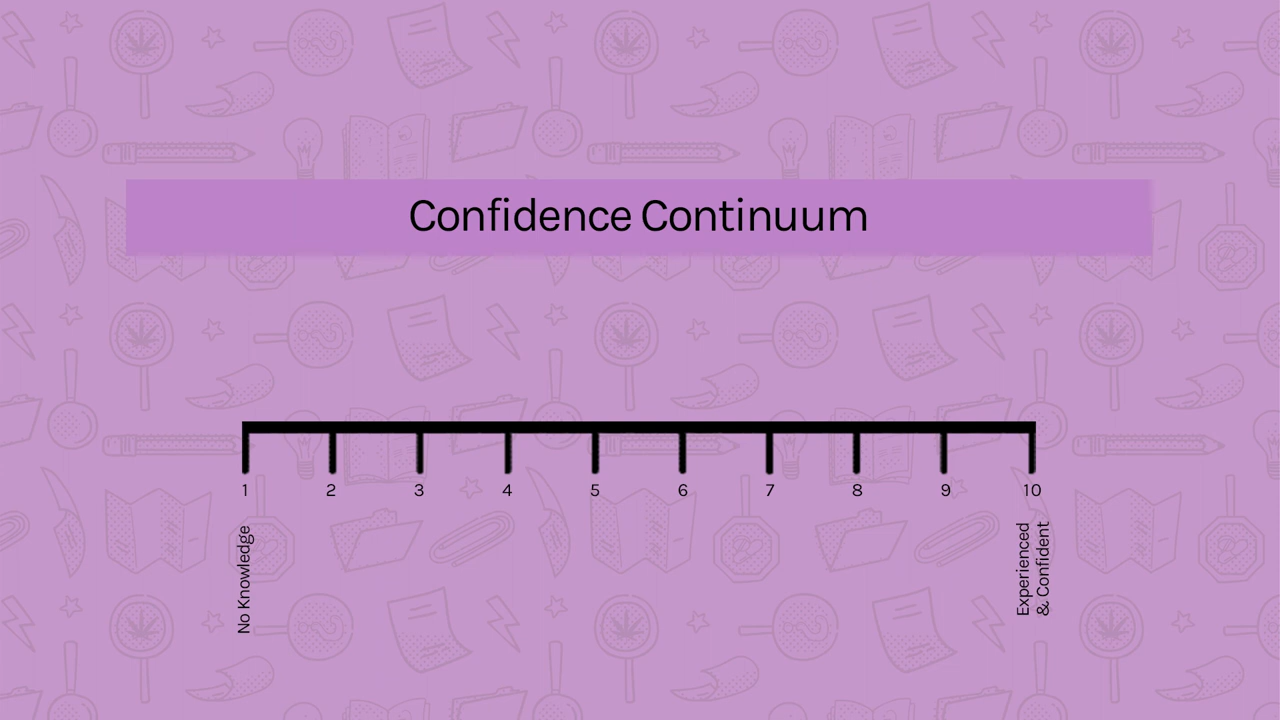 Confidence Continuum
1 2 3 4 5 6 7 8 9 10
No Knowledge
Experienced
& Confident